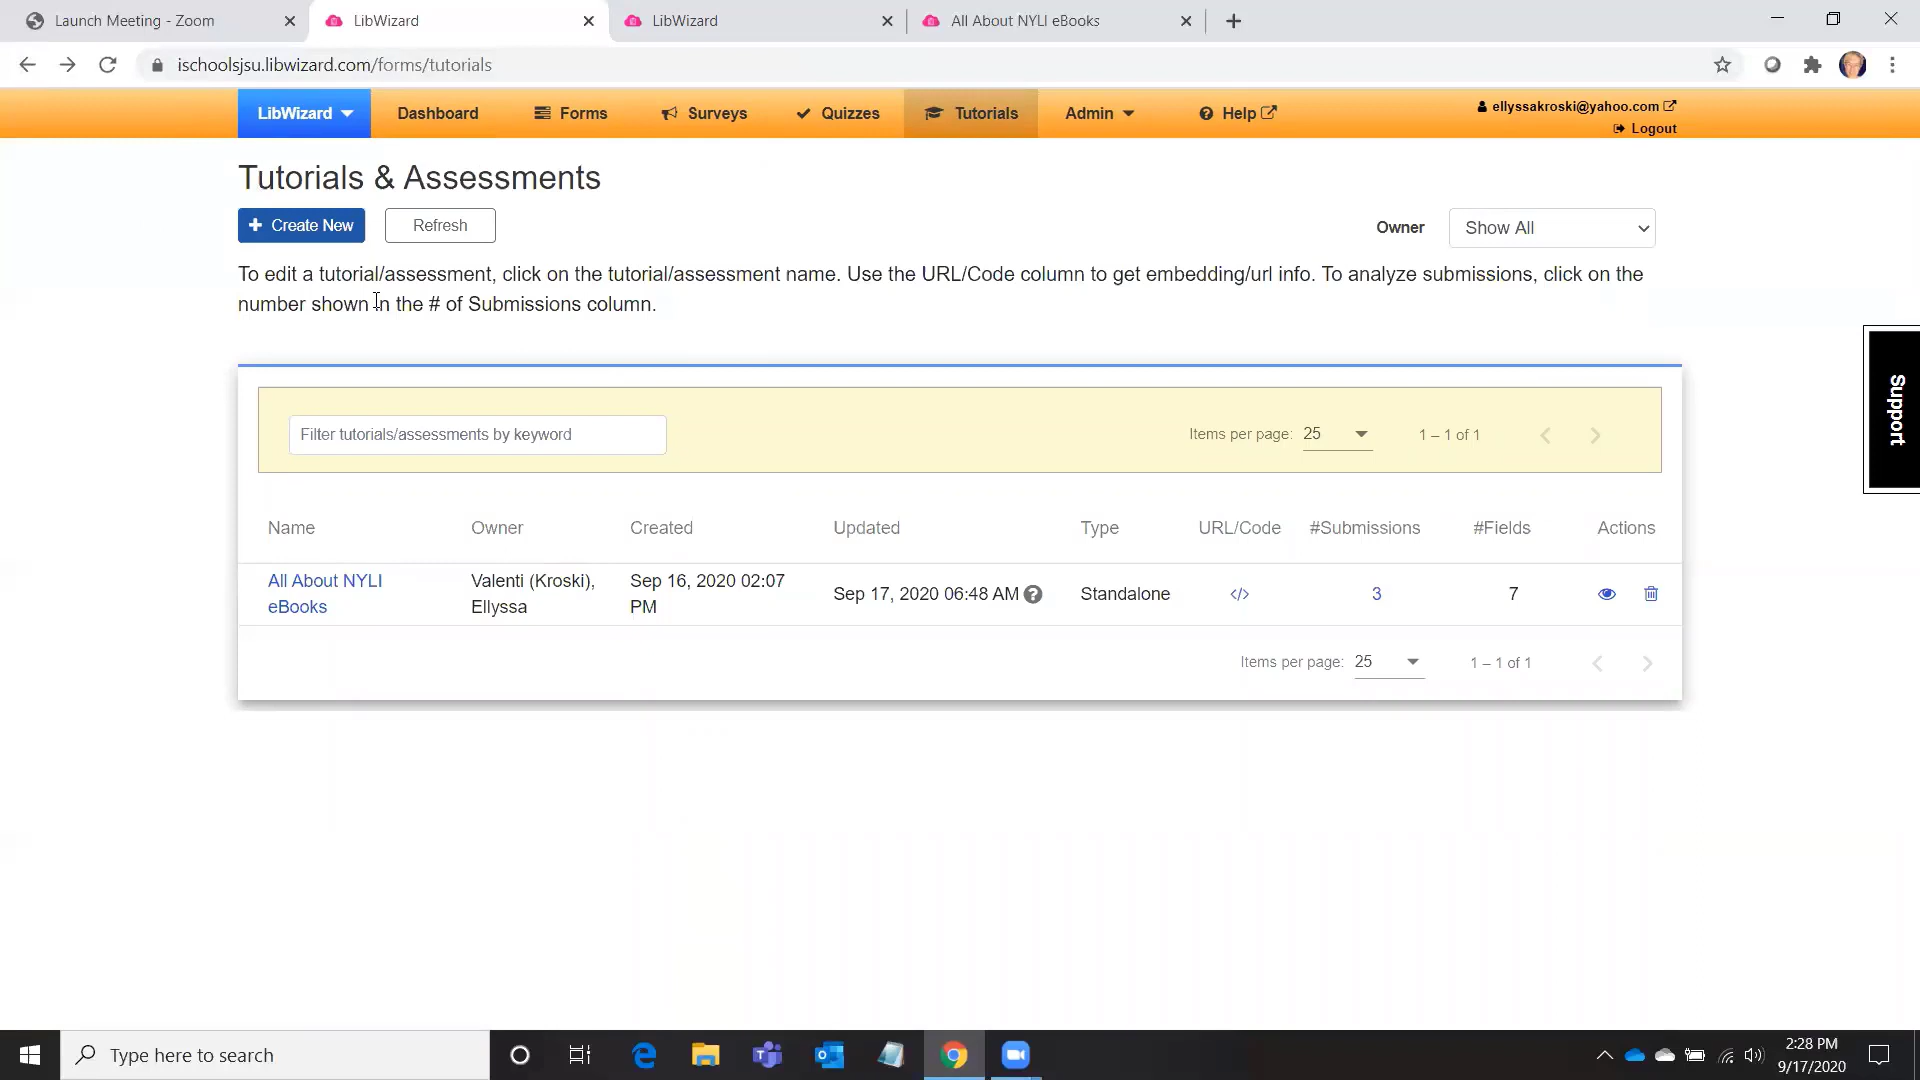 Launch Meeting - Zoom
LibWizard
LibWizard
All About NYLI eBooks
ischoolsjsu.libwizard.com/forms/tutorials
LibWizard
Dashboard
Forms
Surveys
Quizzes
Tutorials
Admin
Help
ellyssakroski@yahoo.com
Logout
Tutorials & Assessments
+ Create New
Refresh
Owner
Show All
To edit a tutorial/assessment, click on the tutorial/assessment name. Use the URL/Code column to get embedding/url info. To analyze submissions, click on the
number shown in the # of Submissions column.
Support
Filter tutorials/assessments by keyword
Items per page: 25
1 – 1 of 1
Name
Owner
Created
Updated
Type
URL/Code
#Submissions
#Fields
Actions
All About NYLI
eBooks
Valenti (Kroski),
Ellyssa
Sep 16, 2020 02:07
PM
Sep 17, 2020 06:48 AM
Standalone
</>
3
7
Items per page: 25
1 – 1 of 1
Type here to search
2:28 PM
9/17/2020